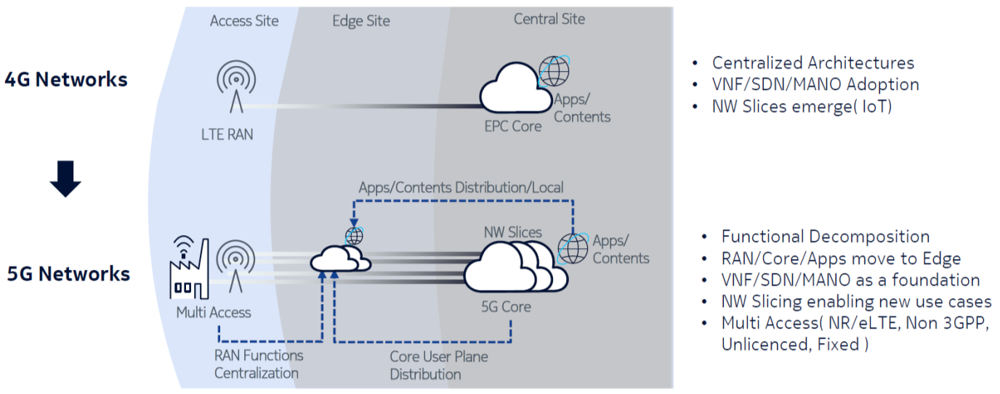 Access Site
Edge Site
Central Site
4G Networks
LTE RAN
EPC Core
Apps/
Contents
• Centralized Architectures
• VNF/SDN/MANO Adoption
• NW Slices emerge( IoT)
Apps/Contents Distribution/Local
5G Networks
NW Slices
Apps/
Contents
Multi Access
5G Core
RAN Functions
Centralization
Core User Plane
Distribution
• Functional Decomposition
• RAN/Core/Apps move to Edge
• VNF/SDN/MANO as a foundation
• NW Slicing enabling new use cases
• Multi Access( NR/eLTE, Non 3GPP,
Unlicenced, Fixed )